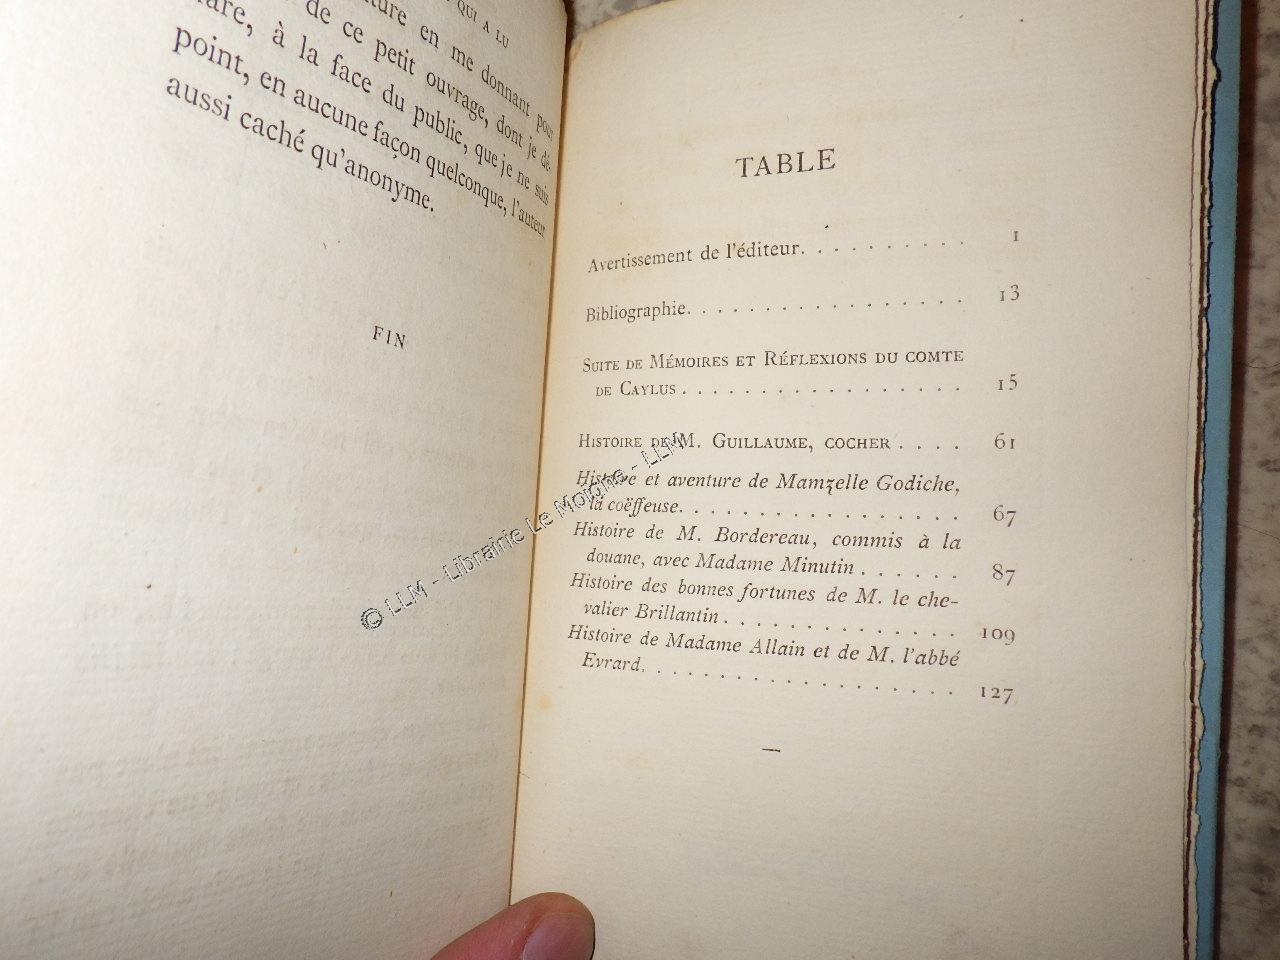 QUI A LU
en me donnant pour
de ce petit ouvrage, dont je dé-
à la face du public, que je ne suis
point, en aucune façon quelconque, l'auteur
aussi caché qu'anonyme.
FIN
TABLE
Avertissement de l'éditeur. . . . . . . . . . 1
Bibliographie. . . . . . . . . . . . . . . . 13
SUITE DE MÉMOIRES ET RÉFLEXIONS DU COMTE
DE CAYLUS . . . . . . . . . . . . . . . 15
HISTOIRE DE M. GUILLAUME, COCHER . . . . 61
Histoire et aventure de Mamzelle Godiche,
la coëffeuse. . . . . . . . . . . . . . . . 67
Histoire de M. Bordereau, commis à la
douane, avec Madame Minutin . . . . . . 87
Histoire des bonnes fortunes de M. le che-
valier Brillantin . . . . . . . . . . . . . 109
Histoire de Madame Allain et de M. l'abbé
Evrard. . . . . . . . . . . . . . . . . . 127
© LLM - Librairie Le Moigne - LLM